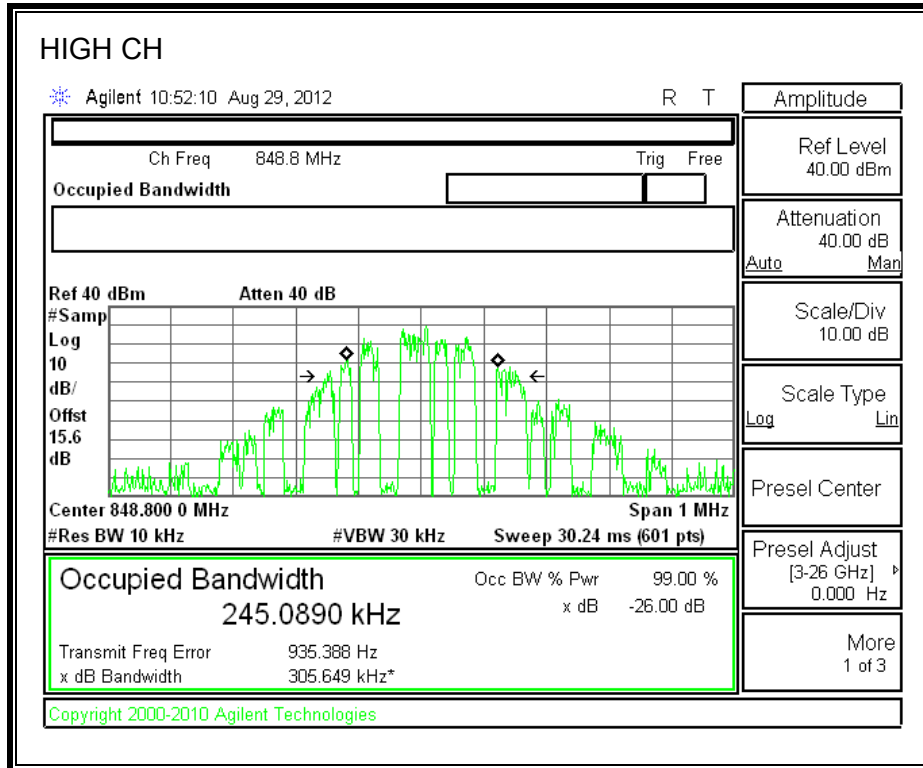 HIGH CH
Agilent 10:52:10 Aug 29, 2012 R T
Ch Freq 848.8 MHz Trig Free
Occupied Bandwidth
Ref 40 dBm Atten 40 dB
#Samp
Log
10
dB/
Offst
15.6
dB
Center 848.800 0 MHz Span 1 MHz
#Res BW 10 kHz #VBW 30 kHz Sweep 30.24 ms (601 pts)
Occupied Bandwidth Occ BW % Pwr 99.00 %
245.0890 kHz x dB -26.00 dB
Transmit Freq Error 935.388 Hz
x dB Bandwidth 305.649 kHz*
Copyright 2000-2010 Agilent Technologies
Amplitude
Ref Level
40.00 dBm
Attenuation
40.00 dB
Auto Man
Scale/Div
10.00 dB
Scale Type
Log Lin
Presel Center
Presel Adjust
[3-26 GHz]
0.000 Hz
More
1 of 3